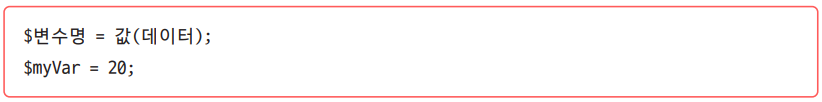 $변수명 = 값(데이터);
$myVar = 20;